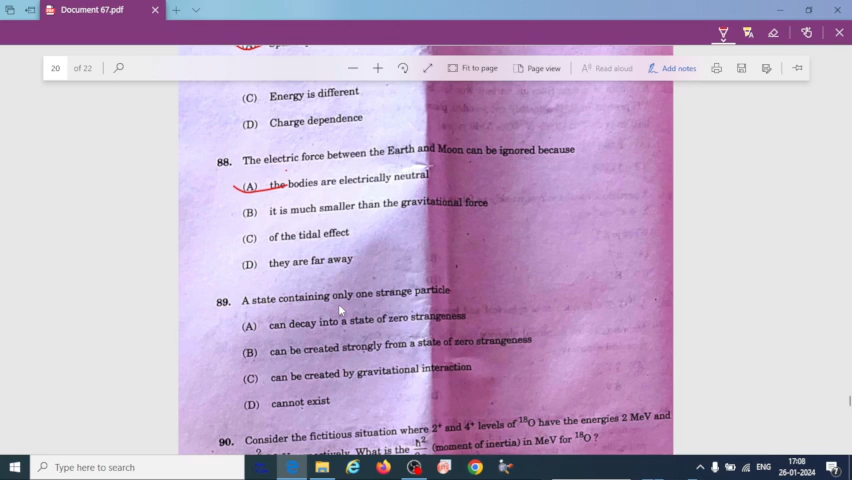 Document 67.pdf
20 of 22
Fit to page
Page view
Read aloud
Add notes
(C) Energy is different
(D) Charge dependence
88. The electric force between the Earth and Moon can be ignored because
(A) the bodies are electrically neutral
(B) it is much smaller than the gravitational force
(C) of the tidal effect
(D) they are far away
89. A state containing only one strange particle
(A) can decay into a state of zero strangeness
(B) can be created strongly from a state of zero strangeness
(C) can be created by gravitational interaction
(D) cannot exist
90. Consider the fictitious situation where 2⁺ and 4⁺ levels of ¹⁸O have the energies 2 MeV and
What is the ħ² (moment of inertia) in MeV for ¹⁸O ?
Type here to search
ENG
17:08
26-01-2024